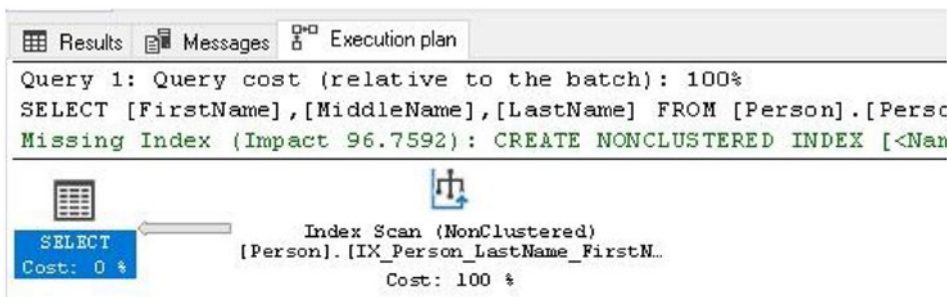 Results Messages Execution plan
Query 1: Query cost (relative to the batch): 100%
SELECT [FirstName],[MiddleName],[LastName] FROM [Person].[Perso
Missing Index (Impact 96.7592): CREATE NONCLUSTERED INDEX [<Nam
SELECT
Cost: 0 %
Index Scan (NonClustered)
[Person].[IX_Person_LastName_FirstN…
Cost: 100 %